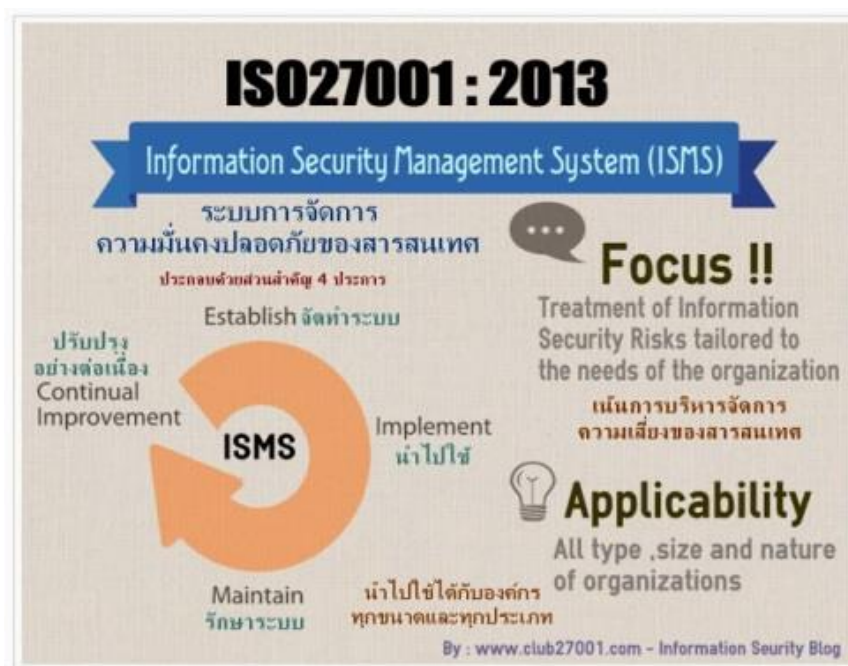 ISO27001 : 2013
Information Security Management System (ISMS)
ระบบการจัดการ
ความมั่นคงปลอดภัยของสารสนเทศ
ประกอบด้วยส่วนสำคัญ 4 ประการ
Establish จัดทำระบบ
ปรับปรุง
อย่างต่อเนื่อง
Continual
Improvement
ISMS
Implement
นำไปใช้
Maintain
รักษาระบบ
Focus !!
Treatment of Information
Security Risks tailored to
the needs of the organization
เน้นการบริหารจัดการ
ความเสี่ยงของสารสนเทศ
Applicability
All type ,size and nature
of organizations
นำไปใช้ได้กับองค์กร
ทุกขนาดและทุกประเภท
By : www.club27001.com - Information Seurity Blog